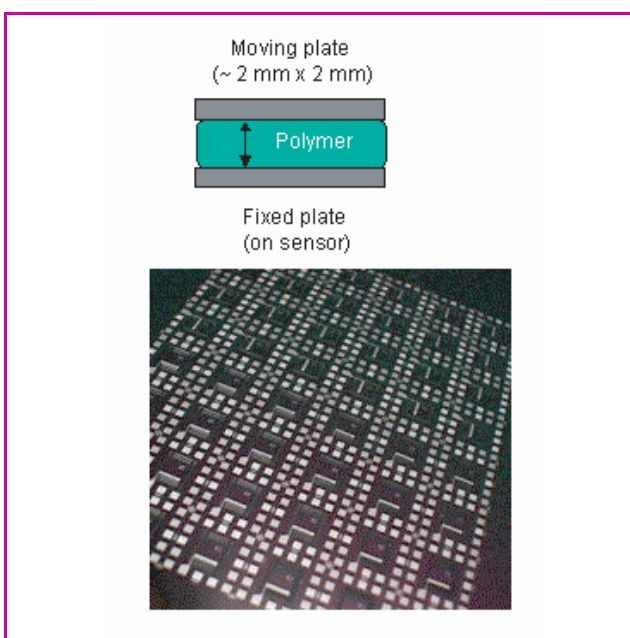 Moving plate
(~ 2 mm x 2 mm)
Polymer
Fixed plate
(on sensor)